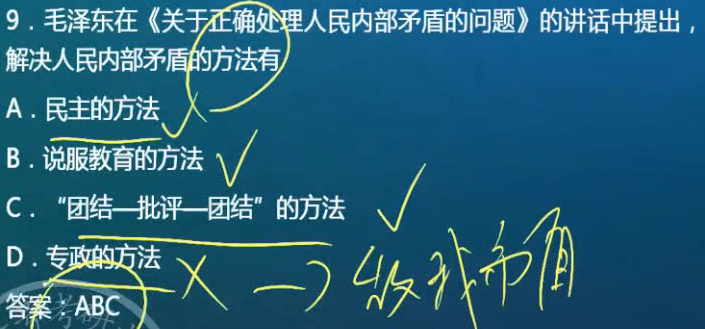 9．毛泽东在《关于正确处理人民内部矛盾的问题》的讲话中提出，
解决人民内部矛盾的方法有
A．民主的方法
B．说服教育的方法
C．“团结—批评—团结”的方法
D．专政的方法
敌我矛盾
答案：ABC